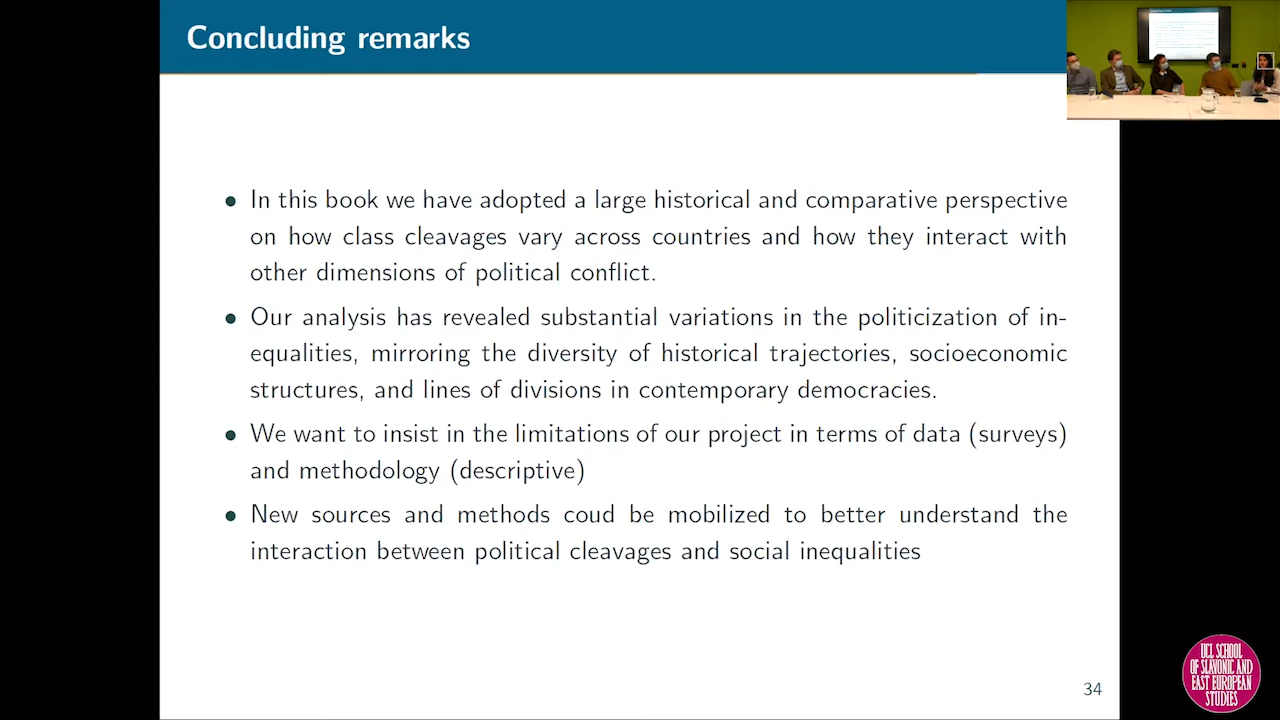 Concluding remarks
• In this book we have adopted a large historical and comparative perspective
on how class cleavages vary across countries and how they interact with
other dimensions of political conflict.
• Our analysis has revealed substantial variations in the politicization of in-
equalities, mirroring the diversity of historical trajectories, socioeconomic
structures, and lines of divisions in contemporary democracies.
• We want to insist in the limitations of our project in terms of data (surveys)
and methodology (descriptive)
• New sources and methods coud be mobilized to better understand the
interaction between political cleavages and social inequalities
UCL SCHOOL
OF SLAVONIC AND
EAST EUROPEAN
STUDIES
34